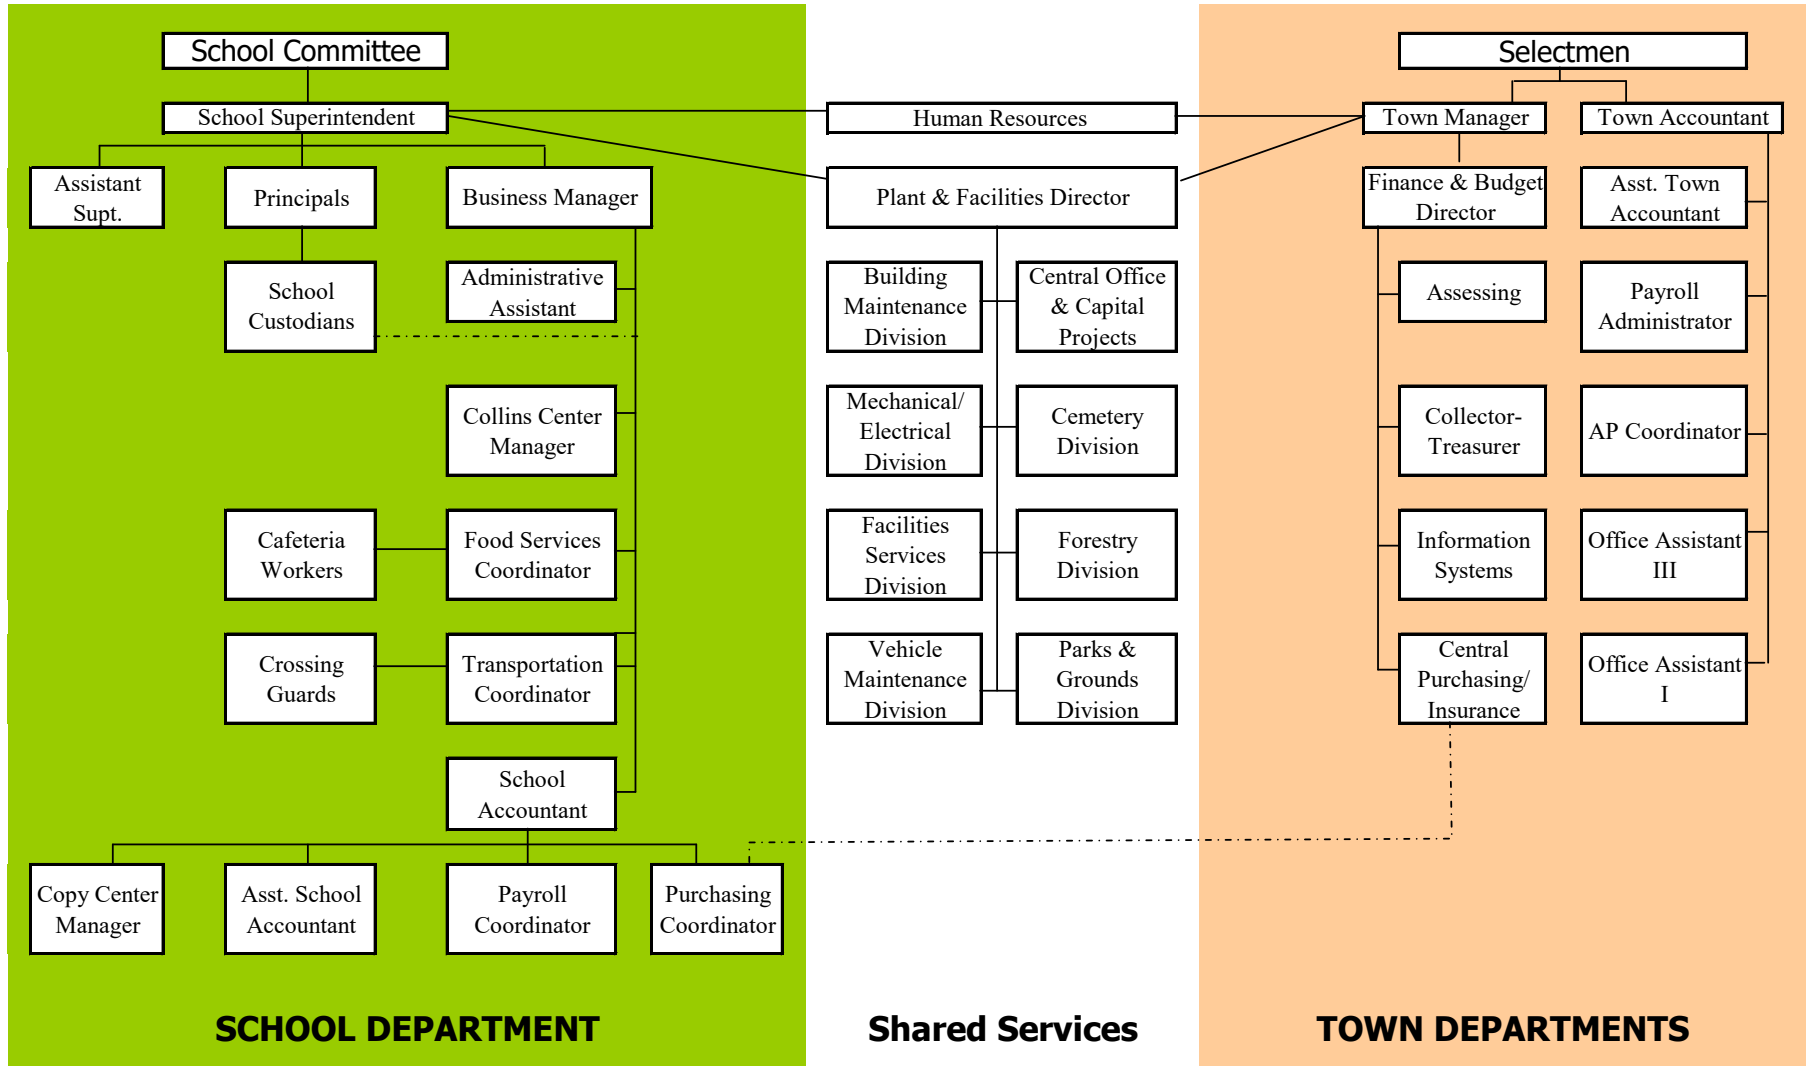 School Committee
Selectmen
School Superintendent
Human Resources
Town Manager
Town Accountant
Assistant
Supt.
Principals
Business Manager
Plant & Facilities Director
Finance & Budget
Director
Asst. Town
Accountant
School
Custodians
Administrative
Assistant
Building
Maintenance
Division
Central Office
& Capital
Projects
Assessing
Payroll
Administrator
Collins Center
Manager
Mechanical/
Electrical
Division
Cemetery
Division
Collector-
Treasurer
AP Coordinator
Cafeteria
Workers
Food Services
Coordinator
Facilities
Services
Division
Forestry
Division
Information
Systems
Office Assistant
III
Crossing
Guards
Transportation
Coordinator
Vehicle
Maintenance
Division
Parks &
Grounds
Division
Central
Purchasing/
Insurance
Office Assistant
I
School
Accountant
Copy Center
Manager
Asst. School
Accountant
Payroll
Coordinator
Purchasing
Coordinator
SCHOOL DEPARTMENT
Shared Services
TOWN DEPARTMENTS